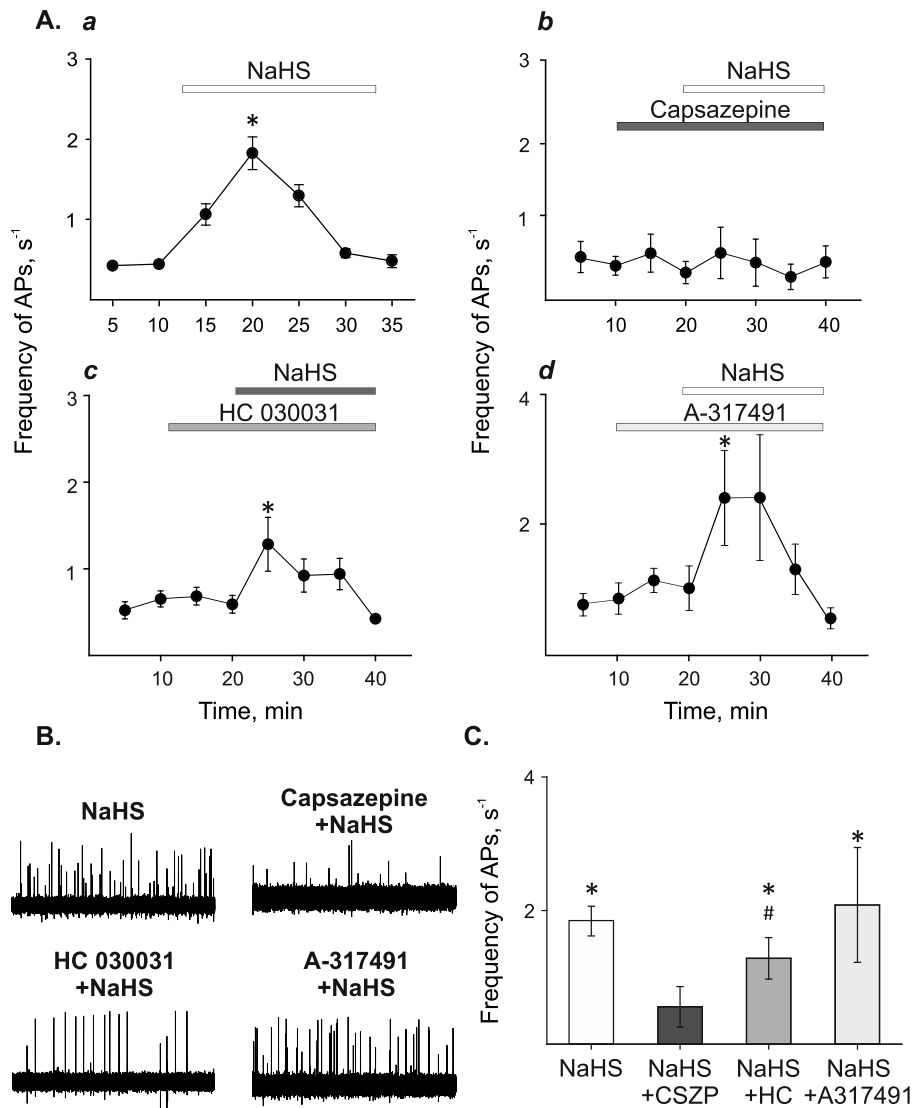 A. a
b
3
NaHS
*
2
1
5 10 15 20 25 30 35
Frequency of APs, s-1
3
NaHS
Capsazepine
2
1
10 20 30 40
Frequency of APs, s-1
c
3
NaHS
HC 030031
2
*
1
10 20 30 40
Time, min
d
4
NaHS
A-317491
*
2
10 20 30 40
Time, min
B.
NaHS
Capsazepine
+NaHS
HC 030031
+NaHS
A-317491
+NaHS
C.
4
2
Frequency of APs, s-1
*
*
#
*
NaHS NaHS NaHS NaHS
+CSZP +HC +A317491